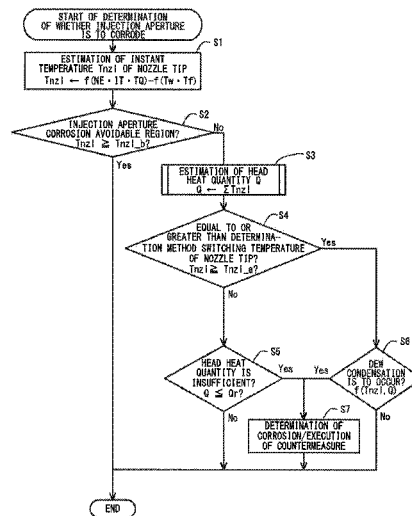 START OF DETERMINATION
OF WHETHER INJECTION APERTURE
IS TO CORRODE
S1
ESTIMATION OF INSTANT
TEMPERATURE Tnzl OF NOZZLE TIP
Tnzl ← f(NE・IT・TQ)-f(Tw・Tf)
S2
INJECTION APERTURE
CORROSION AVOIDABLE REGION?
Tnzl ≧ Tnzl_b?
No
Yes
S3
ESTIMATION OF HEAD
HEAT QUANTITY Q
Q ← ΣTnzl
S4
EQUAL TO OR
GREATER THAN DETERMINA-
TION METHOD SWITCHING TEMPERATURE
OF NOZZLE TIP?
Tnzl ≧ Tnzl_a?
Yes
No
S5
HEAD HEAT
QUANTITY IS
INSUFFICIENT?
Q ≦ Qr?
Yes
No
S6
DEW
CONDENSATION
IS TO OCCUR?
f(Tnzl,Q)
Yes
No
S7
DETERMINATION OF
CORROSION/EXECUTION
OF COUNTERMEASURE
END